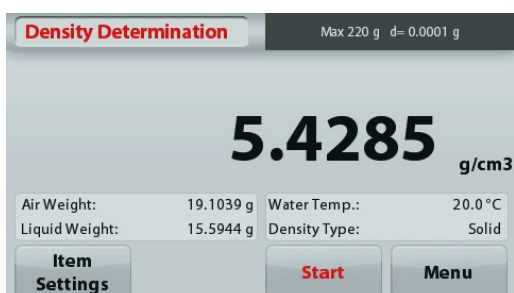 Density Determination
Max 220 g d= 0.0001 g
5.4285 g/cm3
Air Weight: 19.1039 g Water Temp.: 20.0°C
Liquid Weight: 15.5944 g Density Type: Solid
Item Settings
Start
Menu